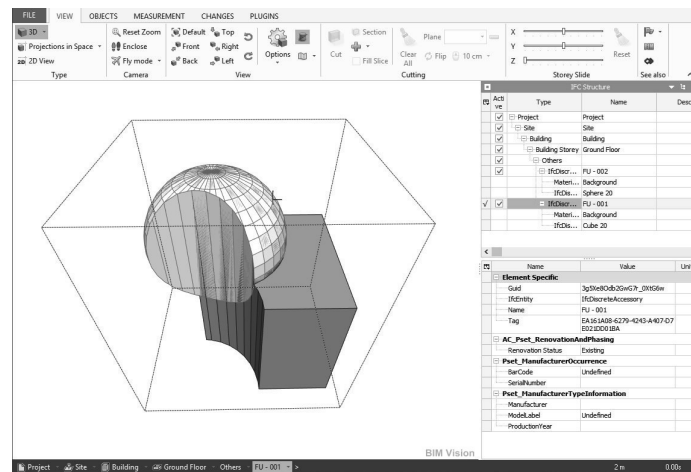 FILE VIEW OBJECTS MEASUREMENT CHANGES PLUGINS
3D Reset Zoom Default Top Section Plane X
Projections in Space Enclose Front Right Options Cut Clear All Flip 10 cm Y Reset
2D 2D View Fly mode Back Left Fill Slice Z
Type Camera View Cutting Storey Slide See also
IFC Structure
Active Type Name Desc
Project Project
Site Site
Building Building
Building Storey Ground Floor
Others
IfcDiscr... FU - 002
Materi... Background
IfcDis... Sphere 20
IfcDiscr... FU - 001
Materi... Background
IfcDis... Cube 20
Name Value Uni
Element Specific
Guid 3g5Xe8Odb2GwG7r_0XtG6w
IfcEntity IfcDiscreteAccessory
Name FU - 001
Tag EA161A08-6279-4243-A407-D7
E021DD01BA
AC_Pset_RenovationAndPhasing
Renovation Status Existing
Pset_ManufacturerOccurrence
BarCode Undefined
SerialNumber
Pset_ManufacturerTypeInformation
Manufacturer
ModelLabel Undefined
ProductionYear
BIM Vision
Project Site Building Ground Floor Others FU - 001 > 2 m 0.00s